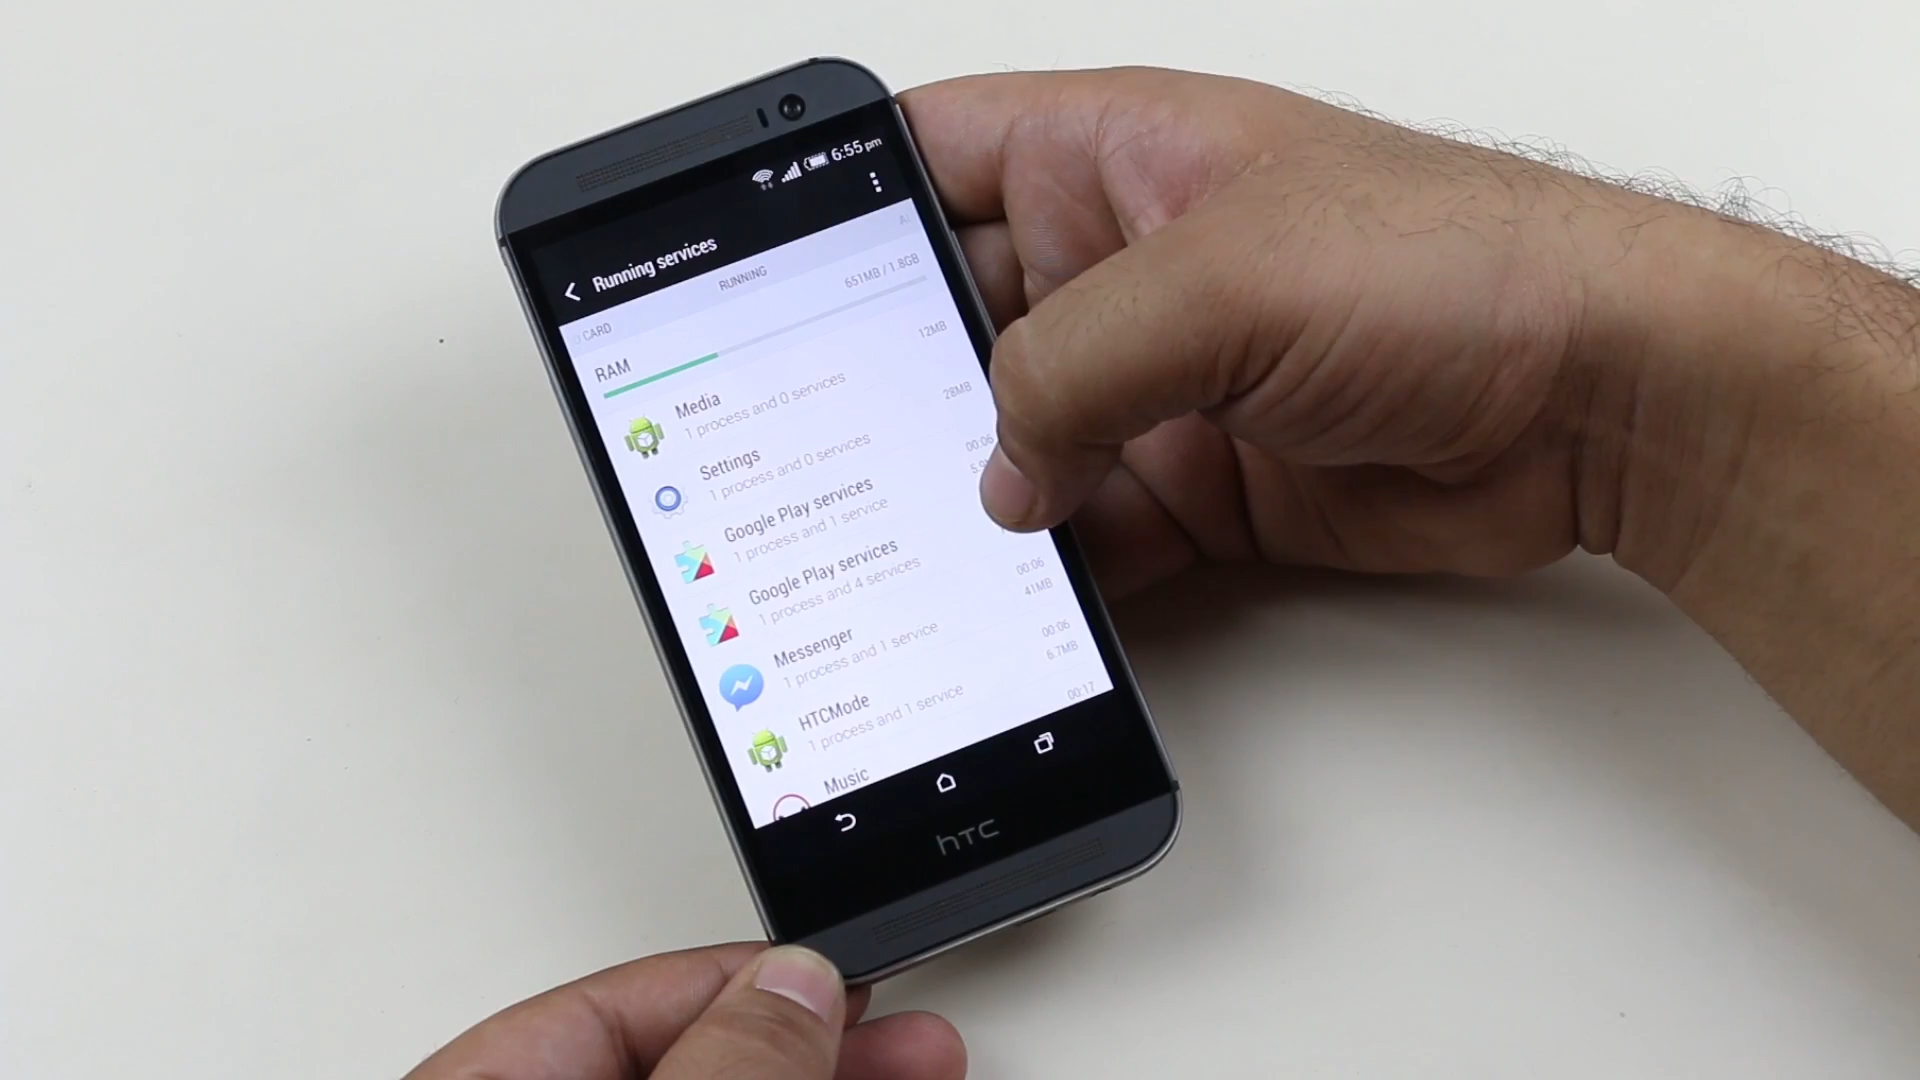 6:55 pm
Running services
CARD RUNNING
RAM 651MB / 1.8GB
Media 12MB
1 process and 0 services
Settings 28MB
1 process and 0 services
Google Play services 00:06
1 process and 1 service
Google Play services
1 process and 4 services
Messenger 00:06
1 process and 1 service 41MB
HTCMode 00:06
1 process and 1 service 6.7MB
Music 00:17
hTC